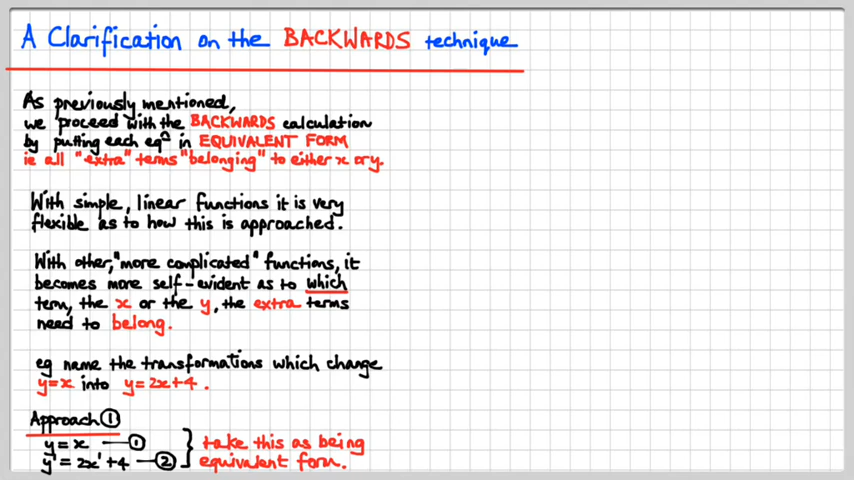 A Clarification on the BACKWARDS technique
As previously mentioned,
we proceed with the BACKWARDS calculation
by putting each eqⁿ in EQUIVALENT FORM
ie all "extra" terms "belonging" to either x or y.
With simple, linear functions it is very
flexible as to how this is approached.
With other, "more complicated" functions, it
becomes more self-evident as to which
term, the x or the y, the extra terms
need to belong.
eg name the transformations which change
y=x into y=2x+4.
Approach ①
y = x —① } take this as being
y' = 2x' + 4 —② equivalent form.